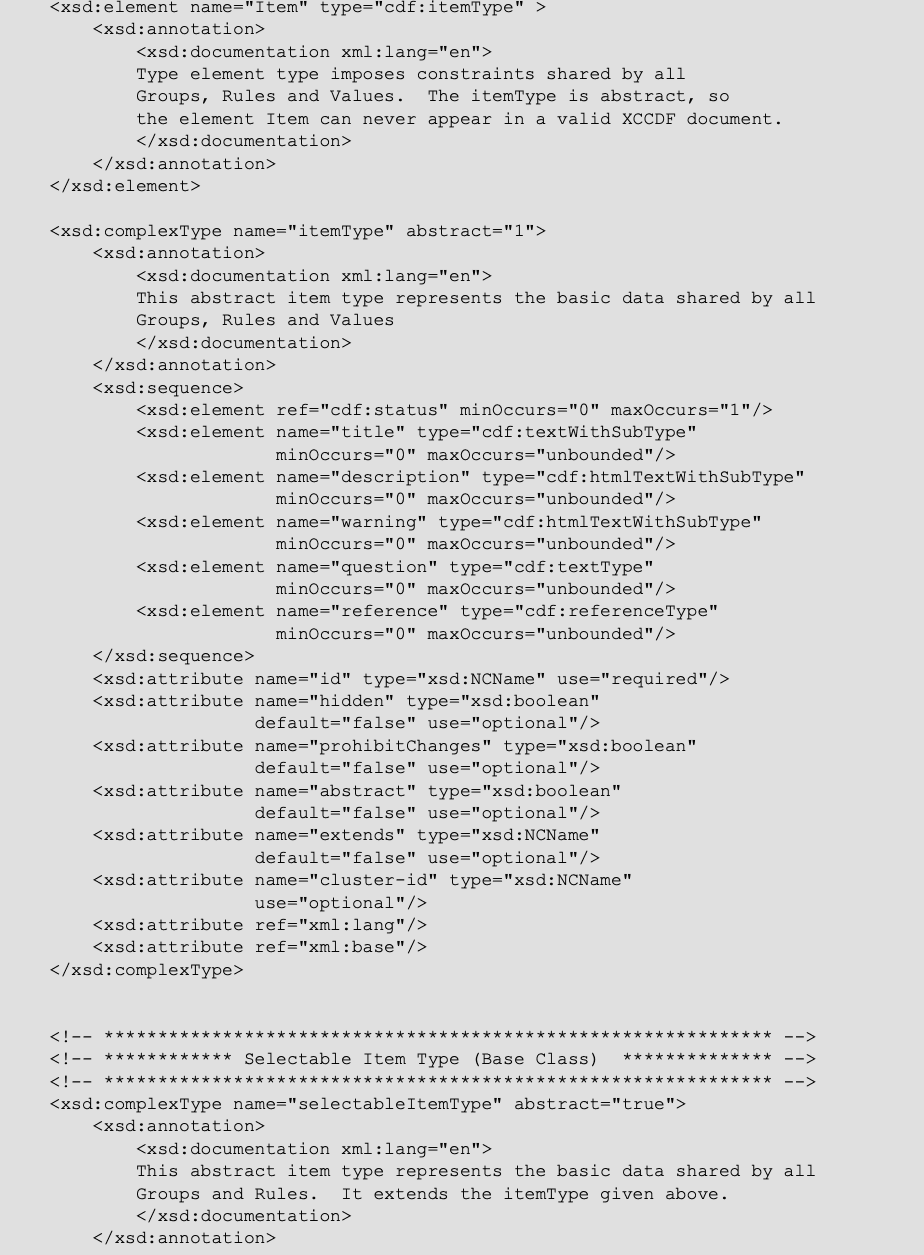 <xsd:element name="Item" type="cdf:itemType" >
    <xsd:annotation>
        <xsd:documentation xml:lang="en">
        Type element type imposes constraints shared by all
        Groups, Rules and Values.  The itemType is abstract, so
        the element Item can never appear in a valid XCCDF document.
        </xsd:documentation>
    </xsd:annotation>
</xsd:element>

<xsd:complexType name="itemType" abstract="1">
    <xsd:annotation>
        <xsd:documentation xml:lang="en">
        This abstract item type represents the basic data shared by all
        Groups, Rules and Values
        </xsd:documentation>
    </xsd:annotation>
    <xsd:sequence>
        <xsd:element ref="cdf:status" minOccurs="0" maxOccurs="1"/>
        <xsd:element name="title" type="cdf:textWithSubType"
                     minOccurs="0" maxOccurs="unbounded"/>
        <xsd:element name="description" type="cdf:htmlTextWithSubType"
                     minOccurs="0" maxOccurs="unbounded"/>
        <xsd:element name="warning" type="cdf:htmlTextWithSubType"
                     minOccurs="0" maxOccurs="unbounded"/>
        <xsd:element name="question" type="cdf:textType"
                     minOccurs="0" maxOccurs="unbounded"/>
        <xsd:element name="reference" type="cdf:referenceType"
                     minOccurs="0" maxOccurs="unbounded"/>
    </xsd:sequence>
    <xsd:attribute name="id" type="xsd:NCName" use="required"/>
    <xsd:attribute name="hidden" type="xsd:boolean"
                   default="false" use="optional"/>
    <xsd:attribute name="prohibitChanges" type="xsd:boolean"
                   default="false" use="optional"/>
    <xsd:attribute name="abstract" type="xsd:boolean"
                   default="false" use="optional"/>
    <xsd:attribute name="extends" type="xsd:NCName"
                   default="false" use="optional"/>
    <xsd:attribute name="cluster-id" type="xsd:NCName"
                   use="optional"/>
    <xsd:attribute ref="xml:lang"/>
    <xsd:attribute ref="xml:base"/>
</xsd:complexType>

<!-- ************************************************************** -->
<!-- ************ Selectable Item Type (Base Class)  ************** -->
<!-- ************************************************************** -->
<xsd:complexType name="selectableItemType" abstract="true">
    <xsd:annotation>
        <xsd:documentation xml:lang="en">
        This abstract item type represents the basic data shared by all
        Groups and Rules.  It extends the itemType given above.
        </xsd:documentation>
    </xsd:annotation>